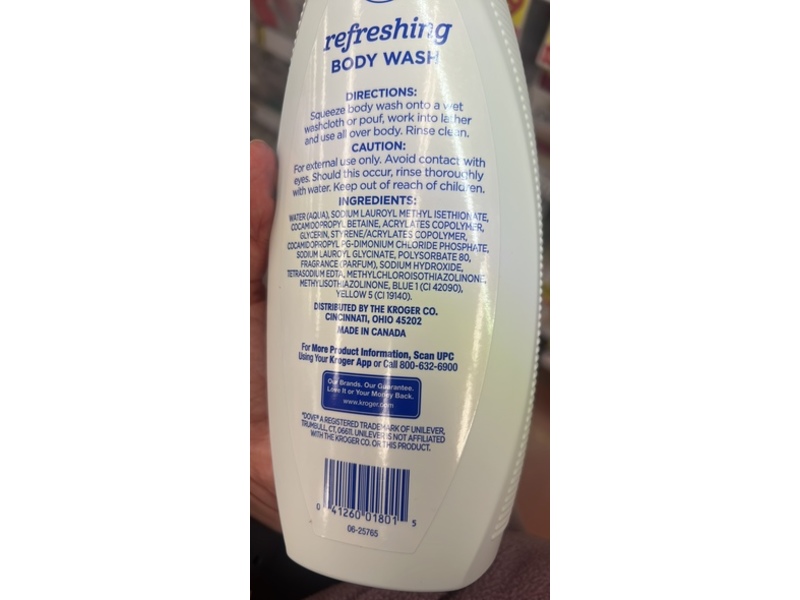 refreshing
BODY WASH
DIRECTIONS:
Squeeze body wash onto a wet
washcloth or pouf, work into lather
and use all over body. Rinse clean.
CAUTION:
For external use only. Avoid contact with
eyes. Should this occur, rinse thoroughly
with water. Keep out of reach of children.
INGREDIENTS:
WATER (AQUA), SODIUM LAUROYL METHYL ISETHIONATE,
COCAMIDOPROPYL BETAINE, ACRYLATES COPOLYMER,
GLYCERIN, STYRENE/ACRYLATES COPOLYMER,
COCAMIDOPROPYL PG-DIMONIUM CHLORIDE PHOSPHATE,
SODIUM LAUROYL GLYCINATE, POLYSORBATE 80,
FRAGRANCE (PARFUM), SODIUM HYDROXIDE,
TETRASODIUM EDTA, METHYLCHLOROISOTHIAZOLINONE,
METHYLISOTHIAZOLINONE, BLUE 1 (CI 42090),
YELLOW 5 (CI 19140).
DISTRIBUTED BY THE KROGER CO.
CINCINNATI, OHIO 45202
MADE IN CANADA
For More Product Information, Scan UPC
Using Your Kroger App or Call 800-632-6900
Our Brands. Our Guarantee.
Love It or Your Money Back.
www.kroger.com
*DOVE® A REGISTERED TRADEMARK OF UNILEVER,
TRUMBULL, CT, 06611. UNILEVER IS NOT AFFILIATED
WITH THE KROGER CO. OR THIS PRODUCT.
0 41260 01801 5
06-25765